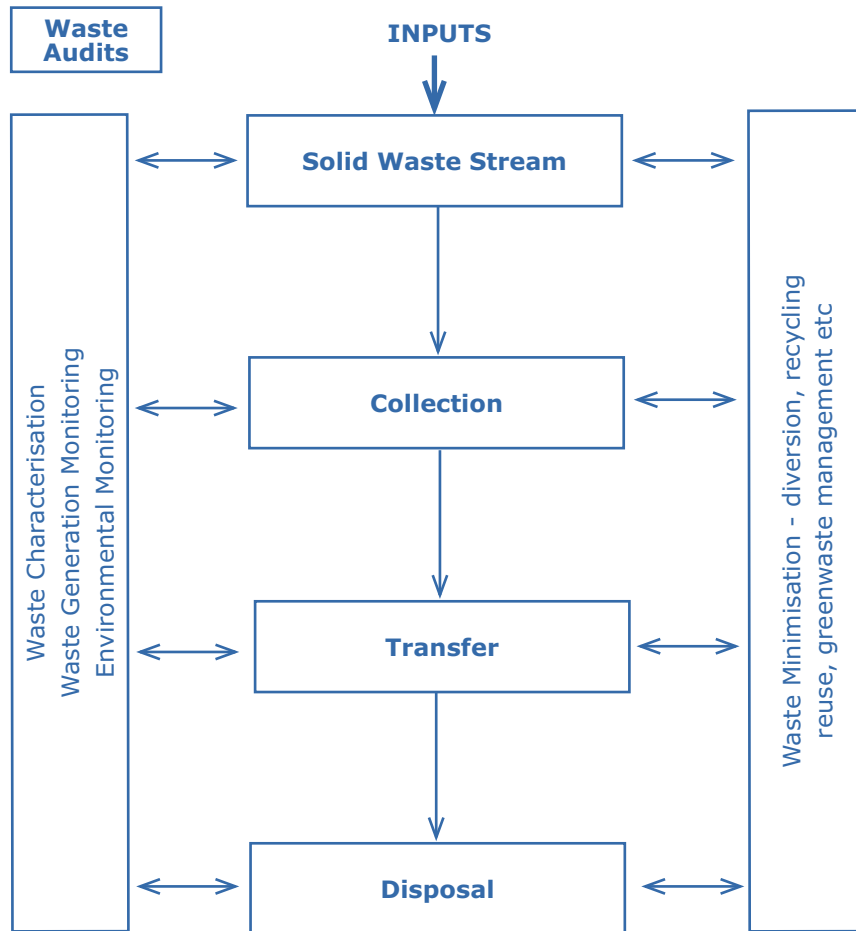 Waste
Audits
INPUTS
Solid Waste Stream
Collection
Transfer
Disposal
Waste Characterisation
Waste Generation Monitoring
Environmental Monitoring
Waste Minimisation - diversion, recycling
reuse, greenwaste management etc